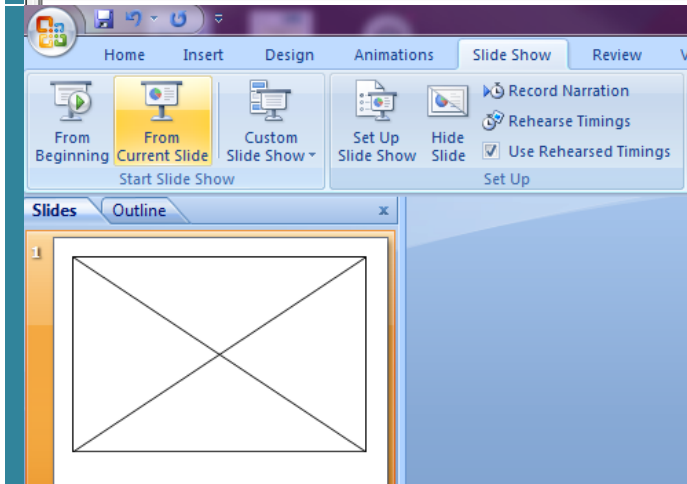 Home Insert Design Animations Slide Show Review
From Beginning
From Current Slide
Custom Slide Show
Set Up Slide Show
Hide Slide
Record Narration
Rehearse Timings
Use Rehearsed Timings
Start Slide Show
Set Up
Slides Outline x
1